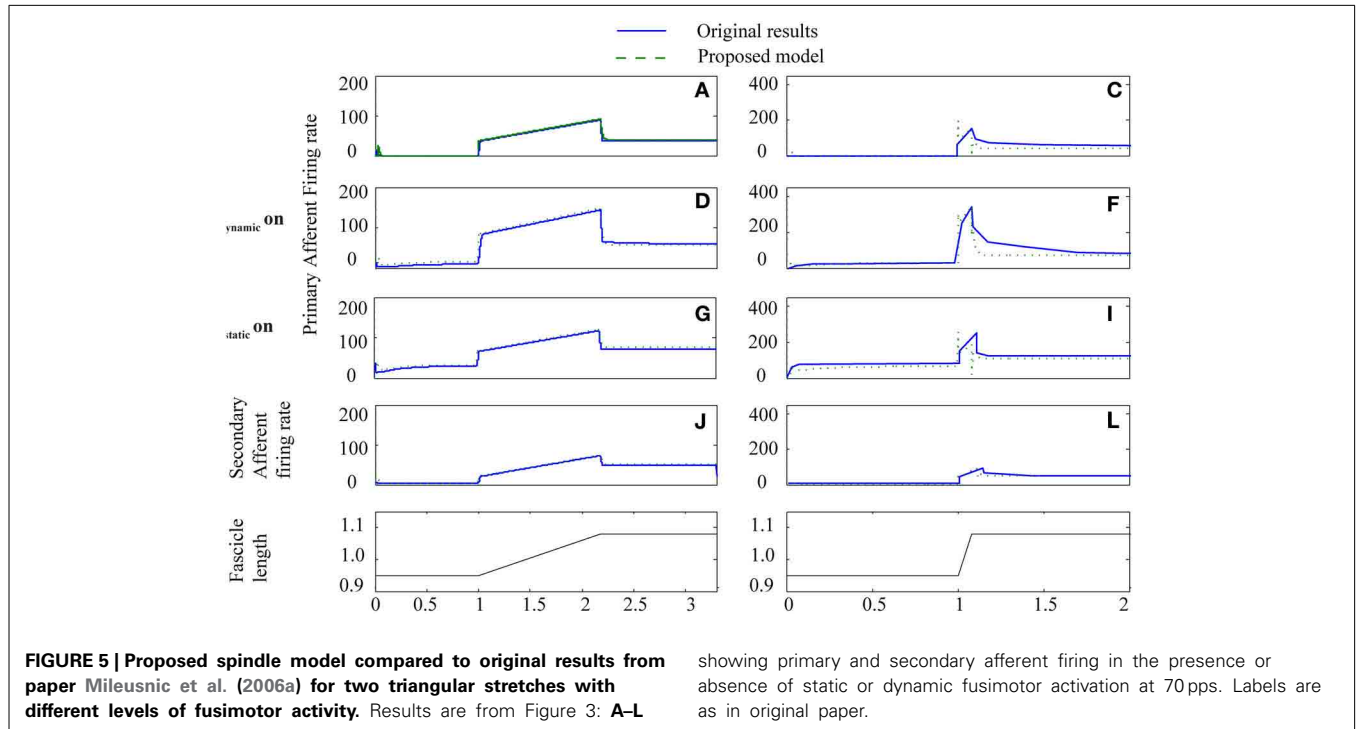 Original results
Proposed model
Primary Afferent Firing rate
200
100
0
A
400
200
0
C
ynamic on
200
100
0
D
400
200
0
F
static on
200
100
0
G
400
200
0
I
Secondary
Afferent
firing rate
200
100
0
J
400
200
0
L
Fascicle
length
1.1
1.0
0.9
0 0.5 1 1.5 2 2.5 3
1.1
1.0
0.9
0 0.5 1 1.5 2
FIGURE 5 | Proposed spindle model compared to original results from
paper Mileusnic et al. (2006a) for two triangular stretches with
different levels of fusimotor activity. Results are from Figure 3: A–L
showing primary and secondary afferent firing in the presence or
absence of static or dynamic fusimotor activation at 70 pps. Labels are
as in original paper.